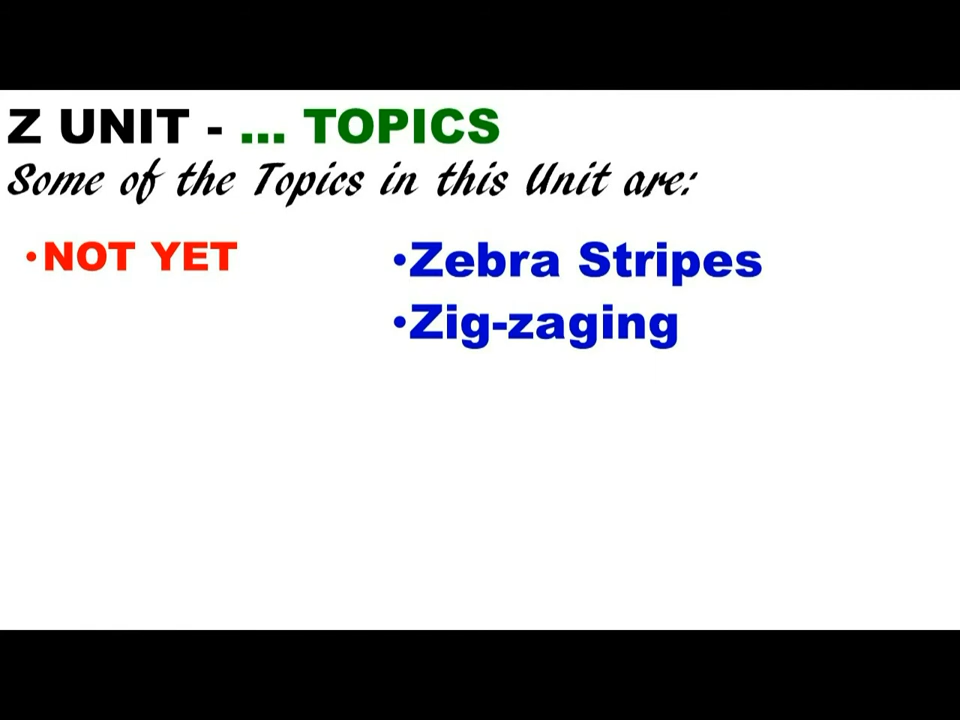 Z UNIT - ... TOPICS
Some of the Topics in this Unit are:
•NOT YET
•Zebra Stripes
•Zig-zaging